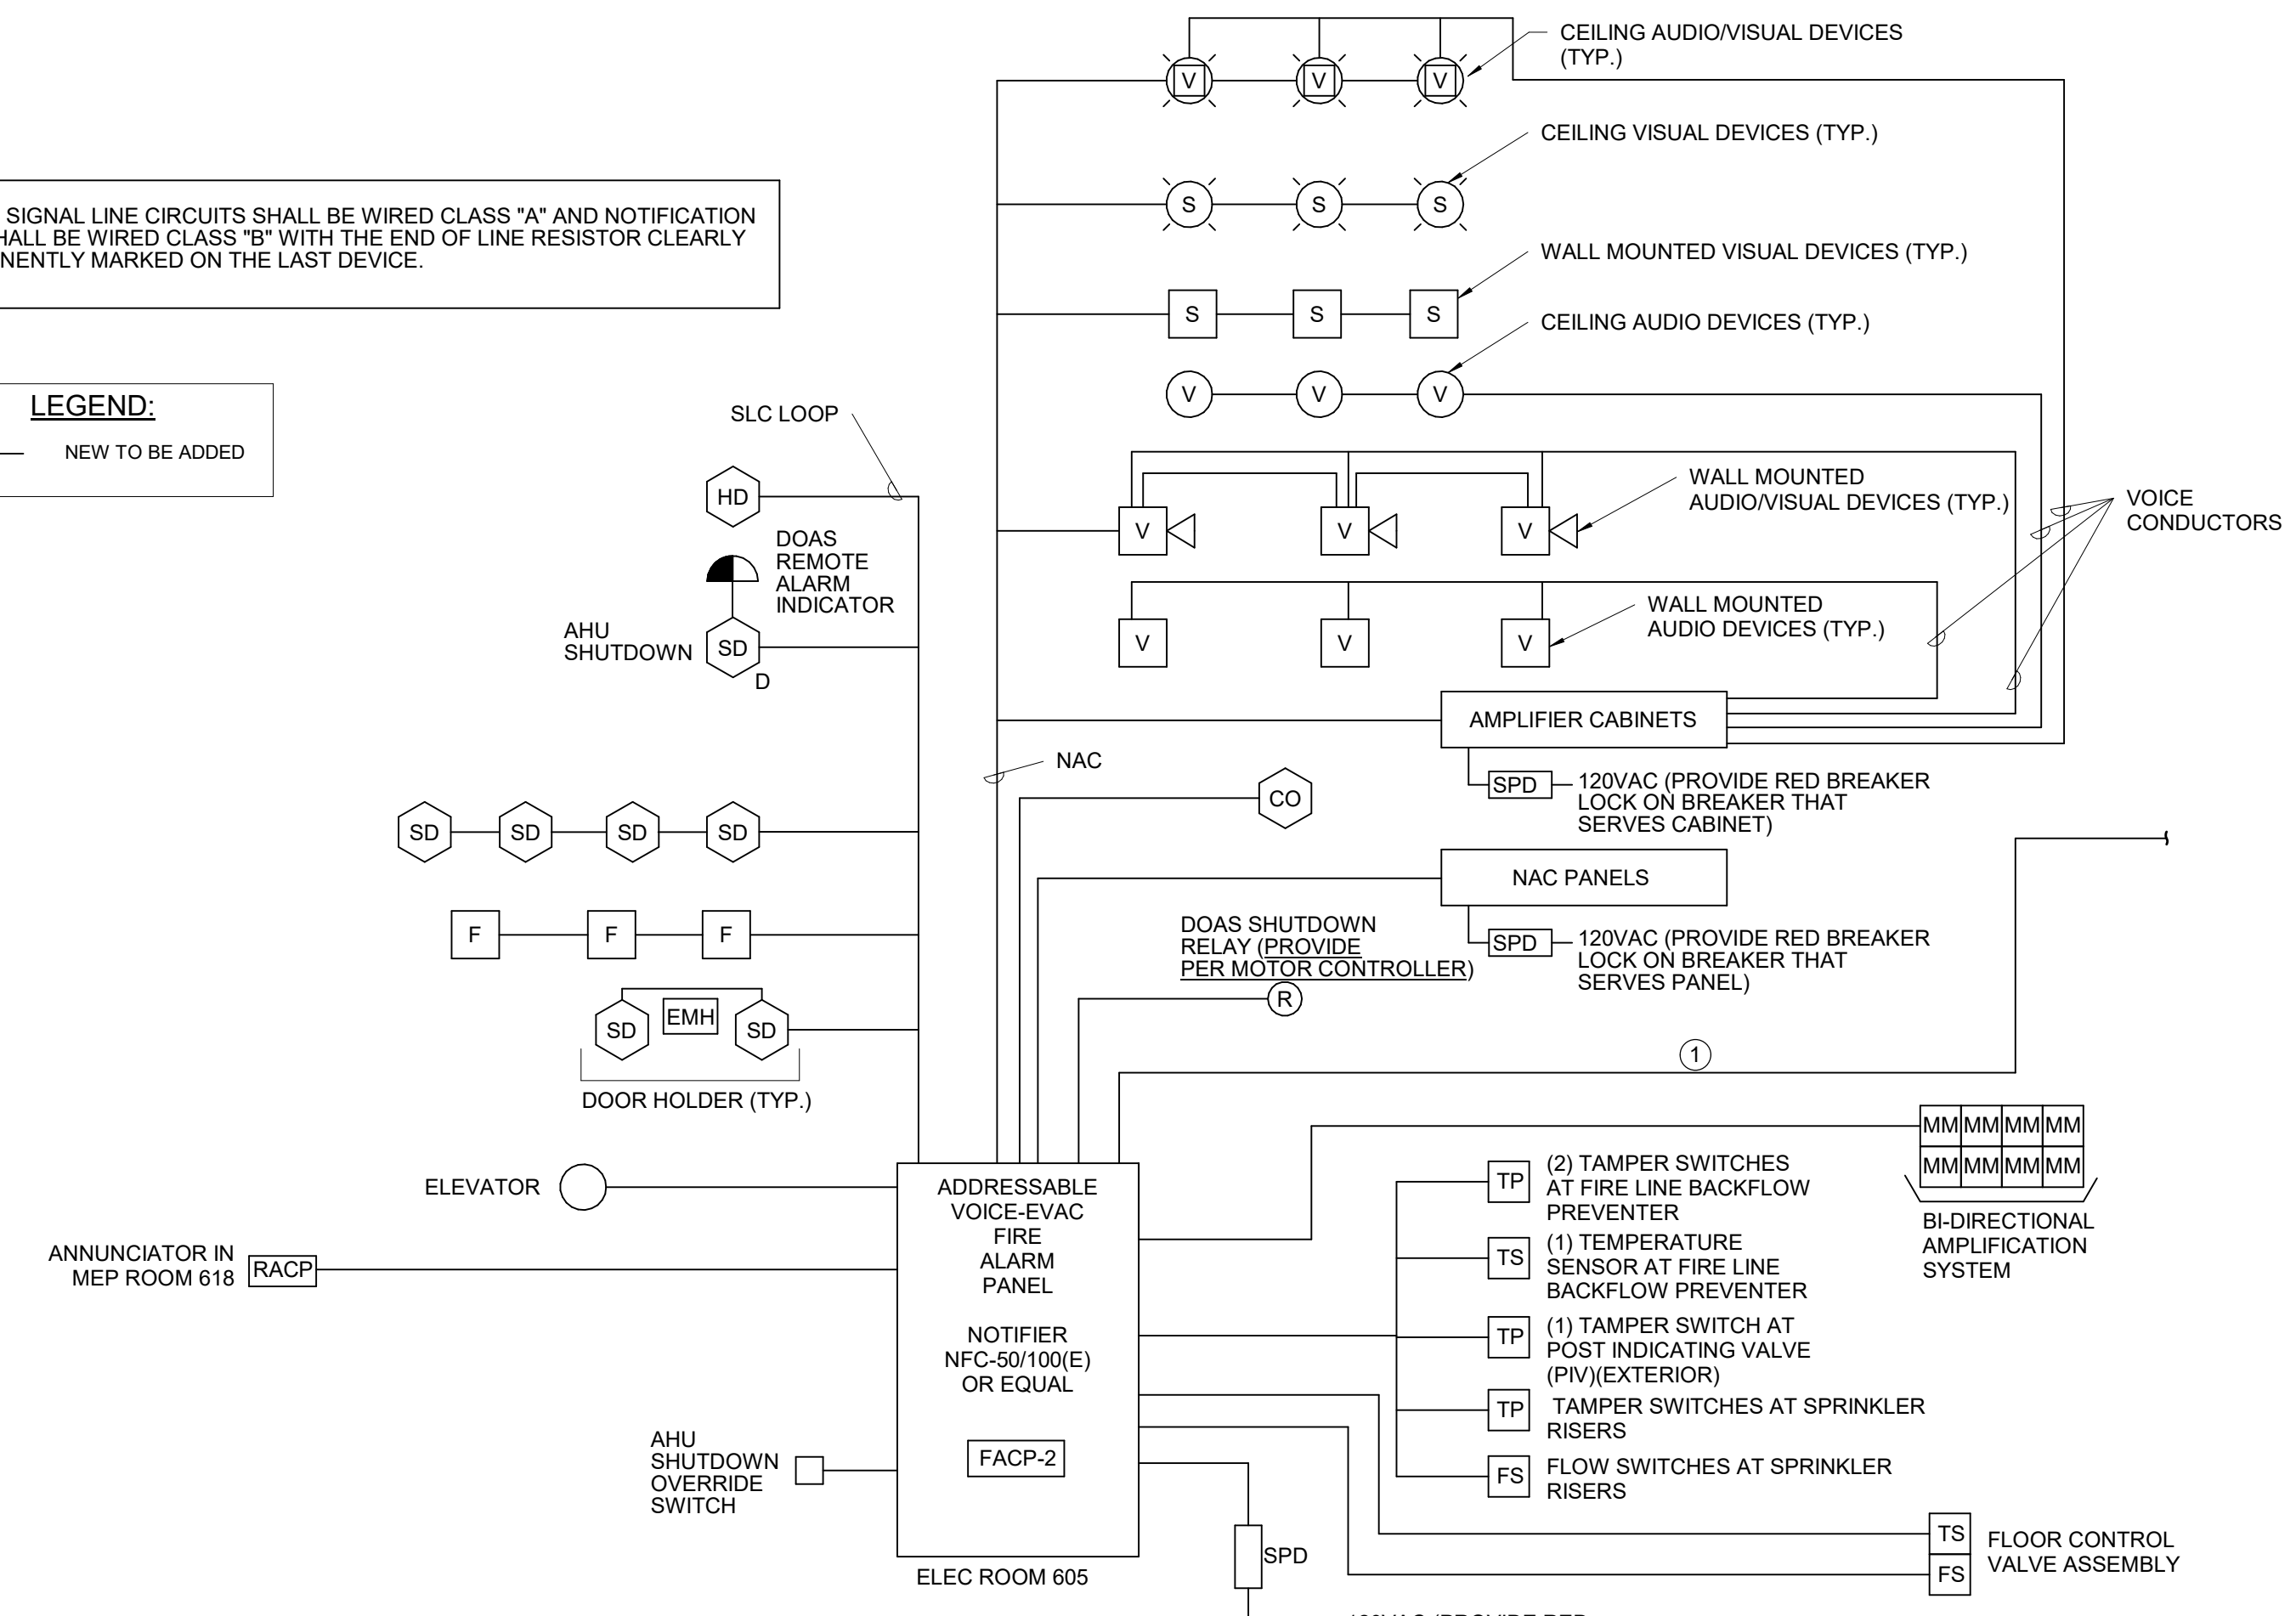 CEILING AUDIO/VISUAL DEVICES
(TYP.)
V V V
CEILING VISUAL DEVICES (TYP.)
S S S
SIGNAL LINE CIRCUITS SHALL BE WIRED CLASS "A" AND NOTIFICATION
SHALL BE WIRED CLASS "B" WITH THE END OF LINE RESISTOR CLEARLY
NENTLY MARKED ON THE LAST DEVICE.
WALL MOUNTED VISUAL DEVICES (TYP.)
S S S
CEILING AUDIO DEVICES (TYP.)
V V V
LEGEND:
NEW TO BE ADDED
SLC LOOP
HD
WALL MOUNTED
AUDIO/VISUAL DEVICES (TYP.)
V V V
VOICE
CONDUCTORS
DOAS
REMOTE
ALARM
INDICATOR
AHU
SHUTDOWN
SD
D
WALL MOUNTED
AUDIO DEVICES (TYP.)
V V V
AMPLIFIER CABINETS
NAC
CO
SPD
120VAC (PROVIDE RED BREAKER
LOCK ON BREAKER THAT
SERVES CABINET)
SD SD SD SD
NAC PANELS
F F F
DOAS SHUTDOWN
RELAY (PROVIDE
PER MOTOR CONTROLLER)
R
SPD
120VAC (PROVIDE RED BREAKER
LOCK ON BREAKER THAT
SERVES PANEL)
SD EMH SD
DOOR HOLDER (TYP.)
1
MM MM MM MM
MM MM MM MM
BI-DIRECTIONAL
AMPLIFICATION
SYSTEM
ELEVATOR
ANNUNCIATOR IN
MEP ROOM 618
RACP
ADDRESSABLE
VOICE-EVAC
FIRE
ALARM
PANEL
NOTIFIER
NFC-50/100(E)
OR EQUAL
FACP-2
ELEC ROOM 605
TP
(2) TAMPER SWITCHES
AT FIRE LINE BACKFLOW
PREVENTER
TS
(1) TEMPERATURE
SENSOR AT FIRE LINE
BACKFLOW PREVENTER
TP
(1) TAMPER SWITCH AT
POST INDICATING VALVE
(PIV)(EXTERIOR)
TP
TAMPER SWITCHES AT SPRINKLER
RISERS
FS
FLOW SWITCHES AT SPRINKLER
RISERS
AHU
SHUTDOWN
OVERRIDE
SWITCH
SPD
TS
FS
FLOOR CONTROL
VALVE ASSEMBLY